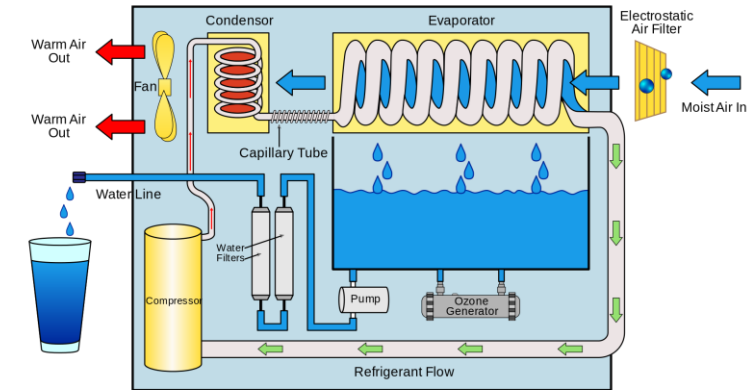 Condensor
Evaporator
Electrostatic
Air Filter
Warm Air
Out
Fan
Moist Air In
Warm Air
Out
Capillary Tube
Water Line
Water
Filters
Compressor
Pump
Ozone
Generator
Refrigerant Flow